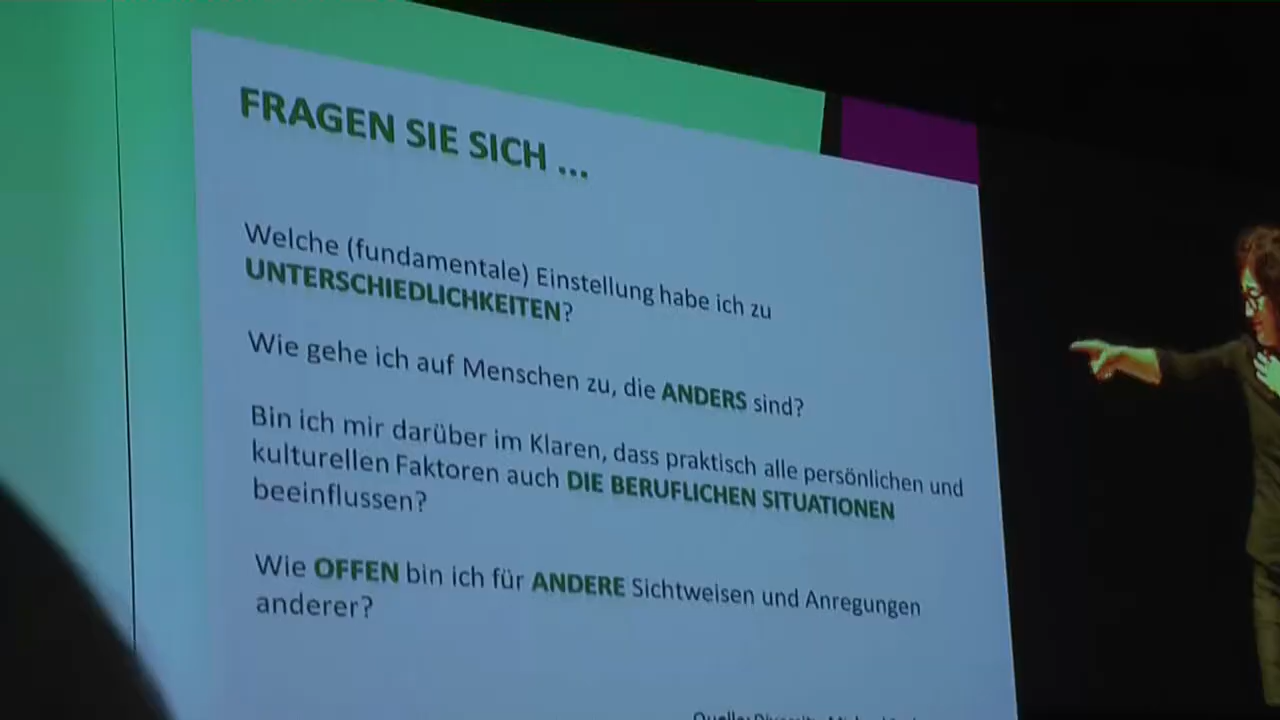 FRAGEN SIE SICH ...
Welche (fundamentale) Einstellung habe ich zu
UNTERSCHIEDLICHKEITEN?
Wie gehe ich auf Menschen zu, die ANDERS sind?
Bin ich mir darüber im Klaren, dass praktisch alle persönlichen und
kulturellen Faktoren auch DIE BERUFLICHEN SITUATIONEN
beeinflussen?
Wie OFFEN bin ich für ANDERE Sichtweisen und Anregungen
anderer?
Quelle: